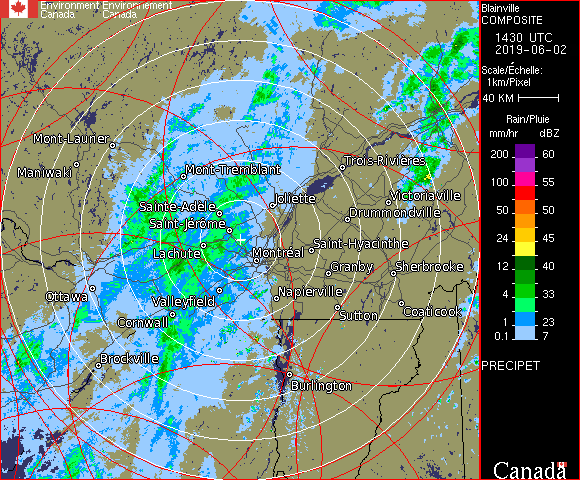 Environment Environnement
Canada Canada
Blainville
COMPOSITE
1430 UTC
2019-06-02
Scale/Échelle:
1km/Pixel
40 KM
Rain/Pluie
mm/hr dBZ
200 60
100 55
50 50
24 45
12 40
4 33
1 23
0.1 7
PRECIPET
Canada
Mont-Laurier
Maniwaki
Mont-Tremblant
Trois-Rivières
Sainte-Adèle
Joliette
Victoriaville
Drummondville
Saint-Jérôme
Lachute
Montréal
Saint-Hyacinthe
Granby
Sherbrooke
Ottawa
Valleyfield
Napierville
Cornwall
Sutton
Coaticook
Brockville
Burlington